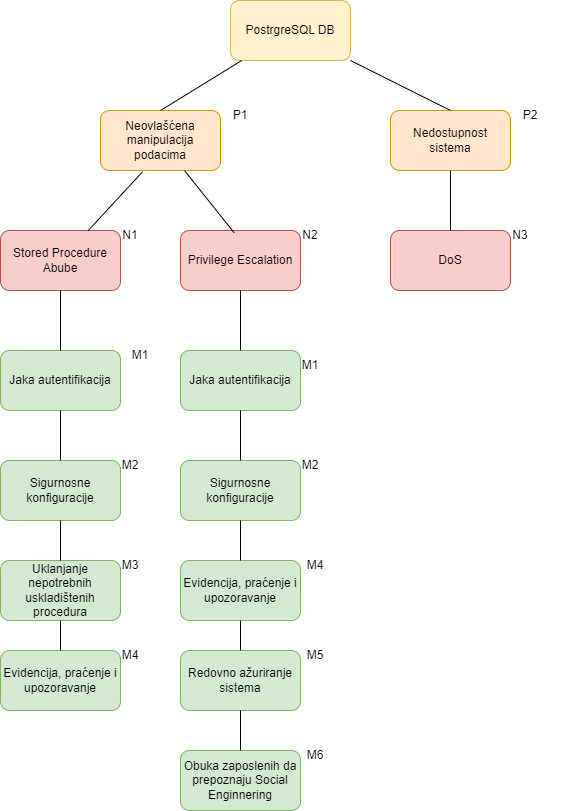 PostrgreSQL DB
P1
Neovlašćena
manipulacija
podacima
P2
Nedostupnost
sistema
N1
Stored Procedure
Abube
N2
Privilege Escalation
N3
DoS
M1
Jaka autentifikacija
M1
Jaka autentifikacija
M2
Sigurnosne
konfiguracije
M2
Sigurnosne
konfiguracije
M3
Uklanjanje
nepotrebnih
uskladištenih
procedura
M4
Evidencija, praćenje i
upozoravanje
M4
Evidencija, praćenje i
upozoravanje
M5
Redovno ažuriranje
sistema
M6
Obuka zaposlenih da
prepoznaju Social
Enginnering